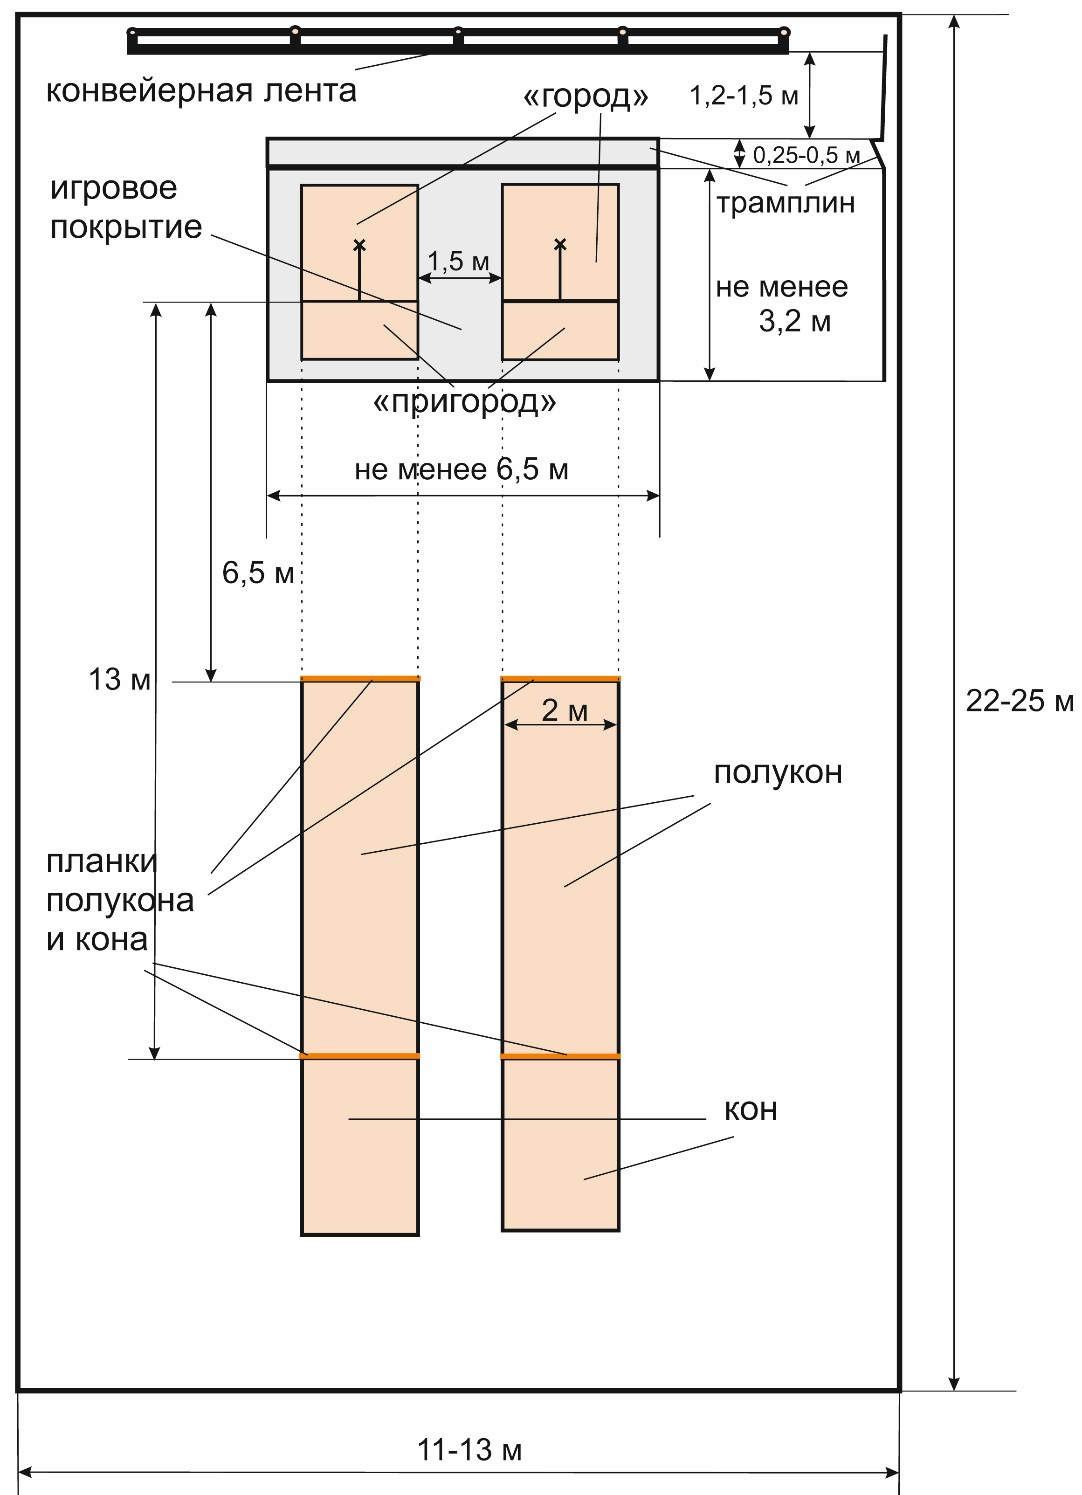 конвейерная лента
«город»
1,2-1,5 м
0,25-0,5 м
трамплин
игровое
покрытие
1,5 м
не менее
3,2 м
«пригород»
не менее 6,5 м
6,5 м
13 м
22-25 м
2 м
полукон
планки
полукона
и кона
кон
11-13 м